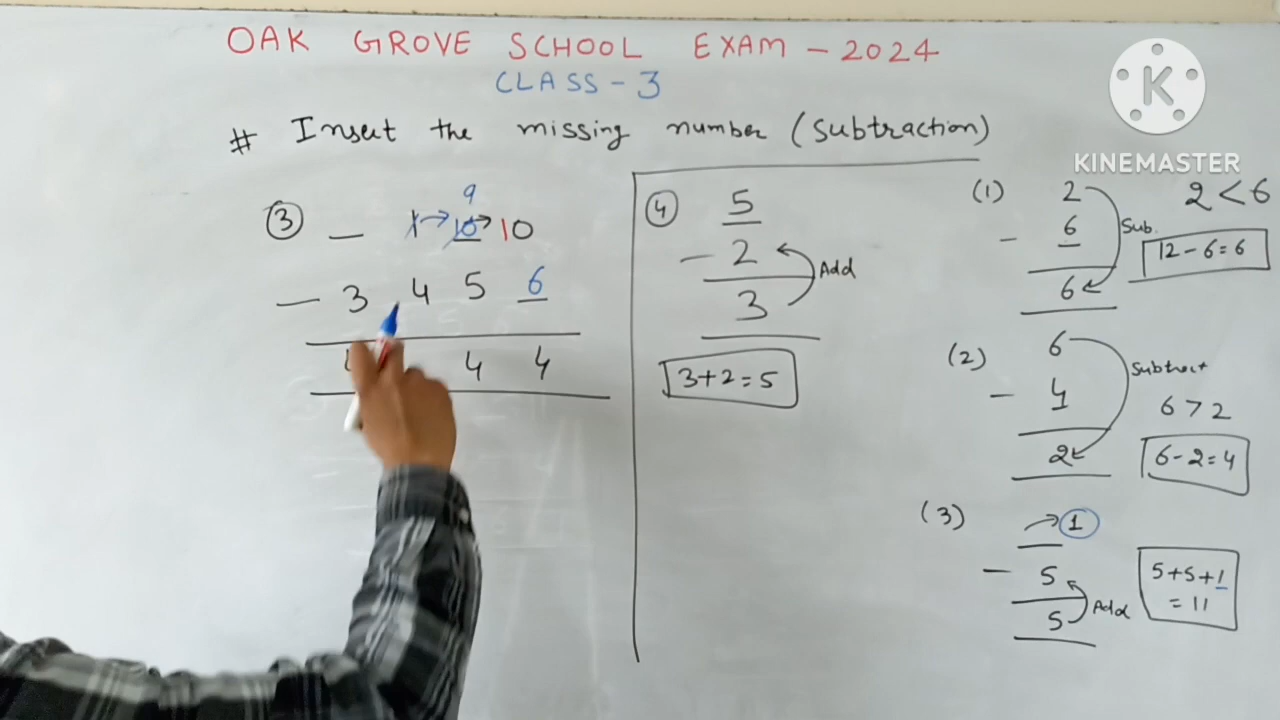 OAK GROVE SCHOOL EXAM - 2024
CLASS - 3
# Insert the missing number (Subtraction)
K
KINEMASTER
9
③ _ 1→ 10→ 10
- 3 4 5 6
4 4
④ 5
- 2
Add
3
3+2=5
(1) 2
- 6
6
Sub.
2 < 6
12-6=6
(2) 6
- 4
2
Subtract
6 > 2
6-2=4
(3) _ → 1
- 5
5
Add
5+5+1
= 11